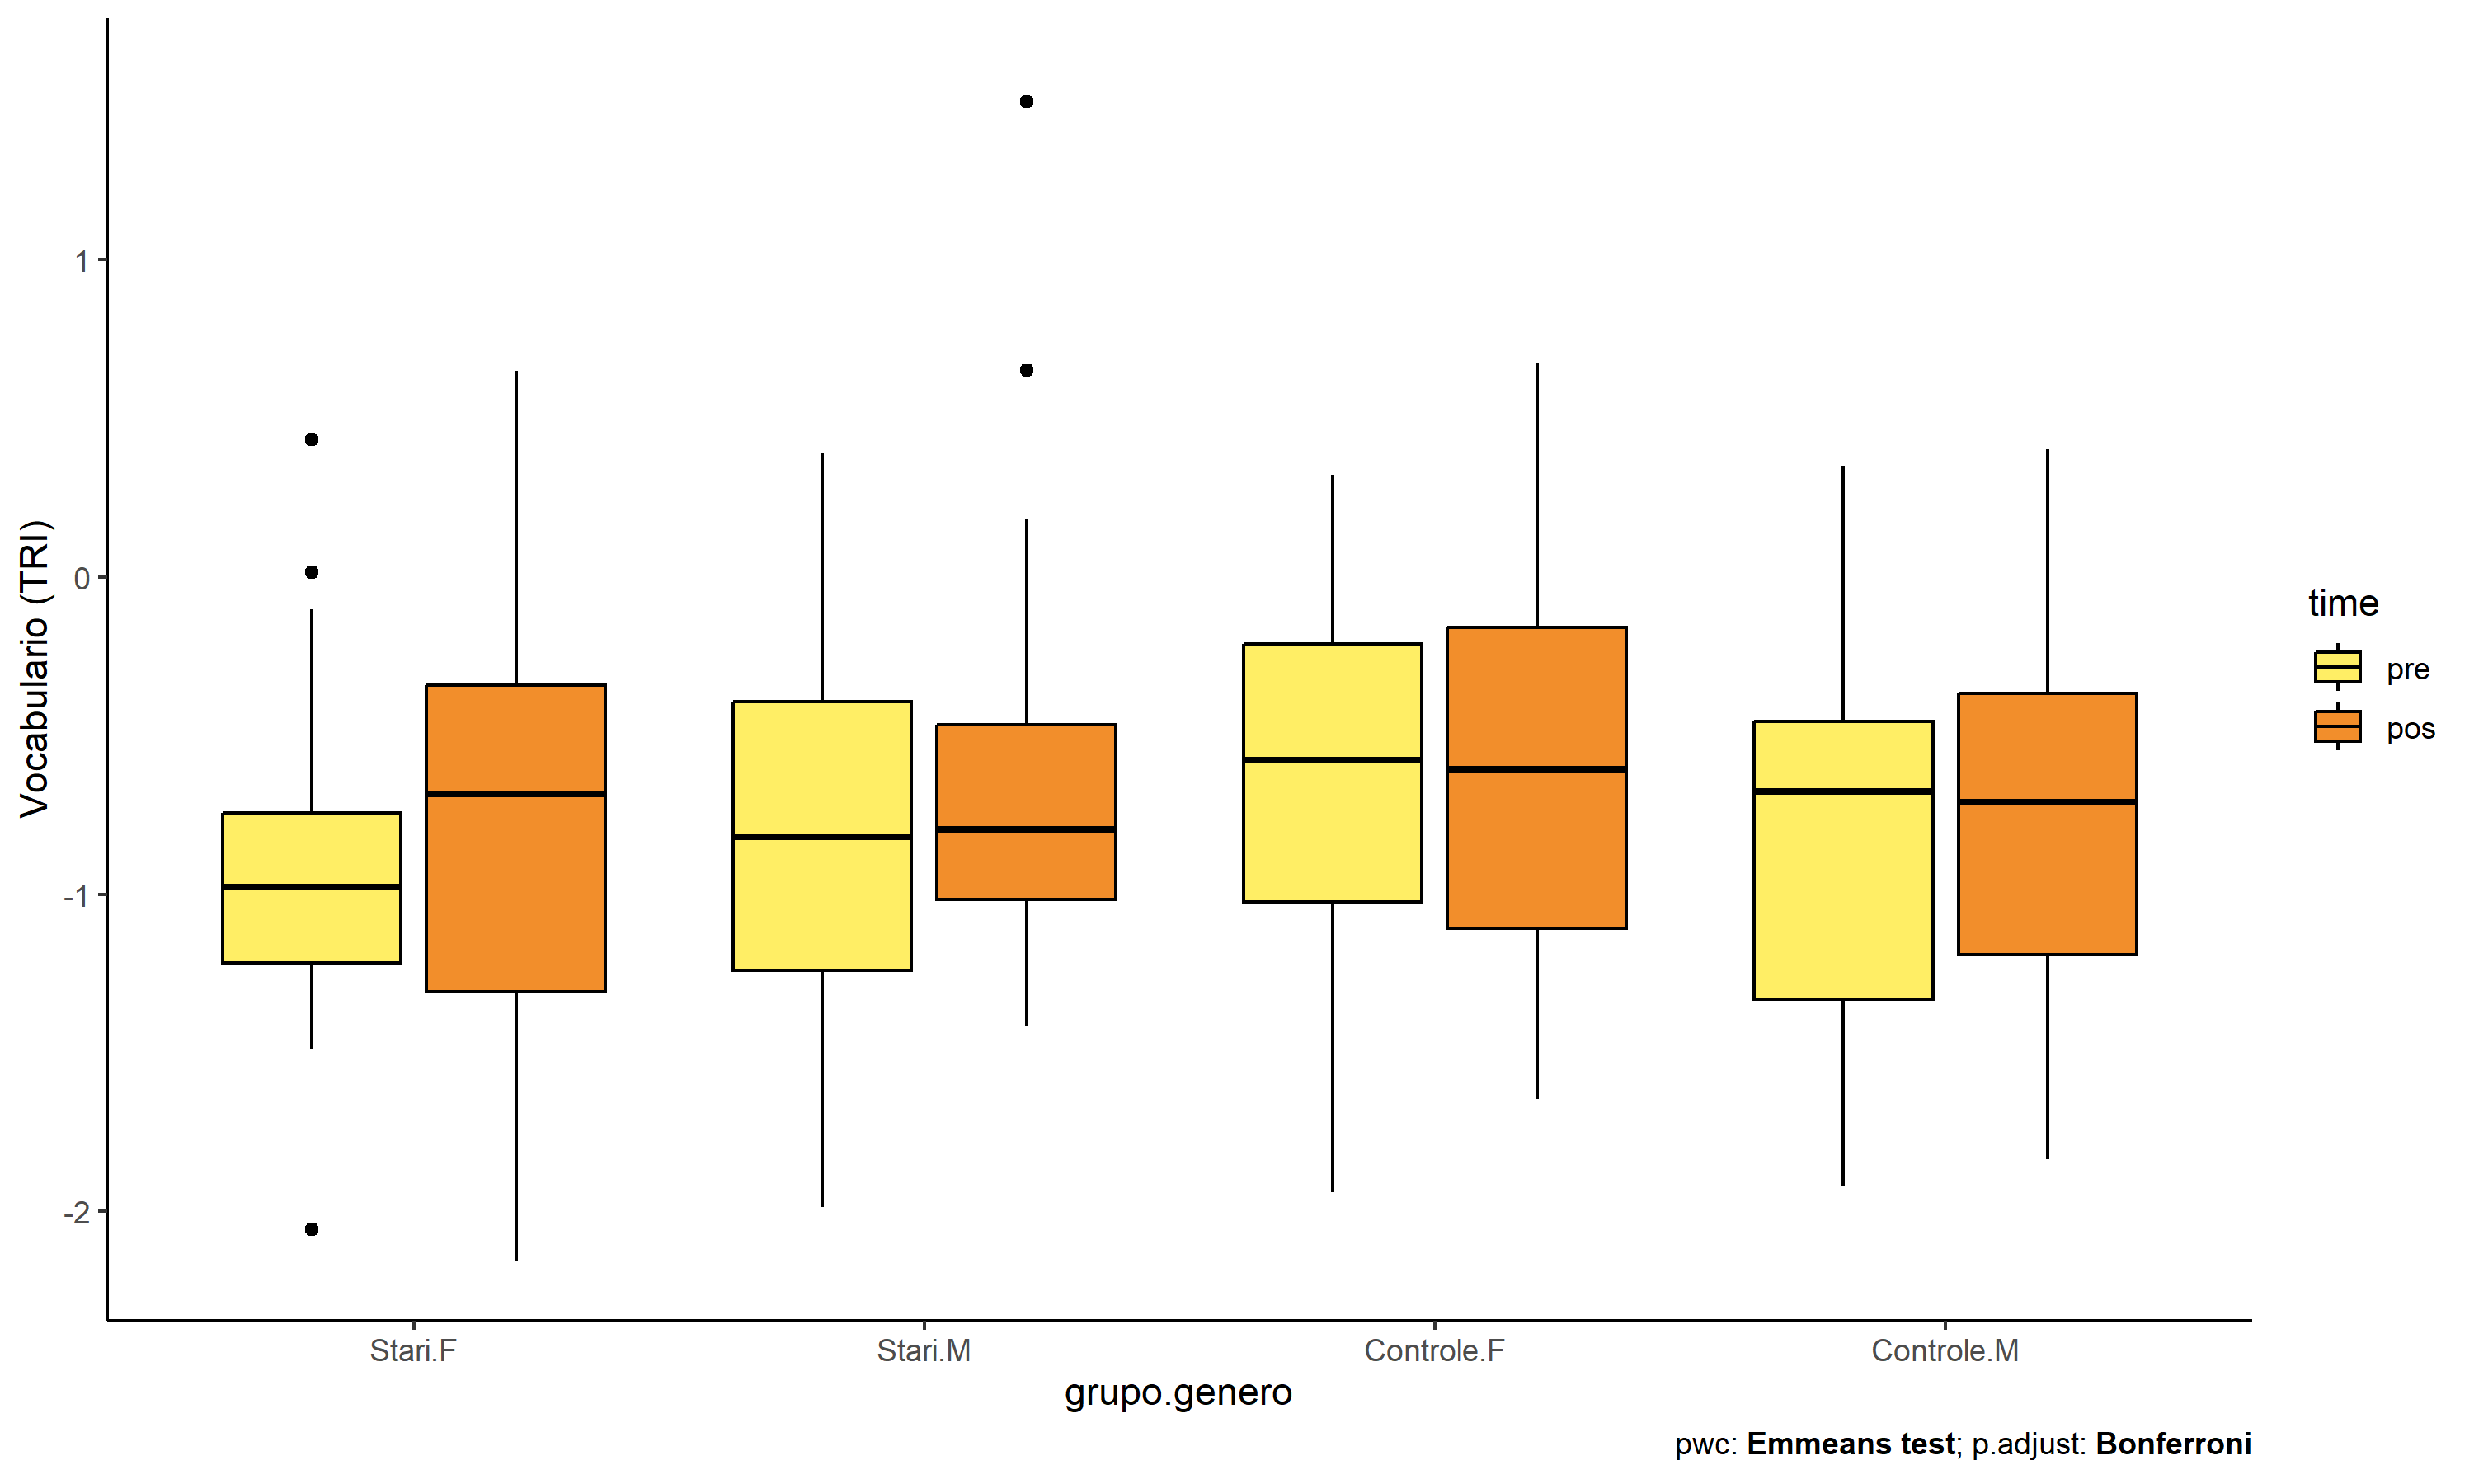 Vocabulario (TRI)
1
0
-1
-2
Stari.F
Stari.M
Controle.F
Controle.M
grupo.genero
time
pre
pos
pwc: Emmeans test; p.adjust: Bonferroni